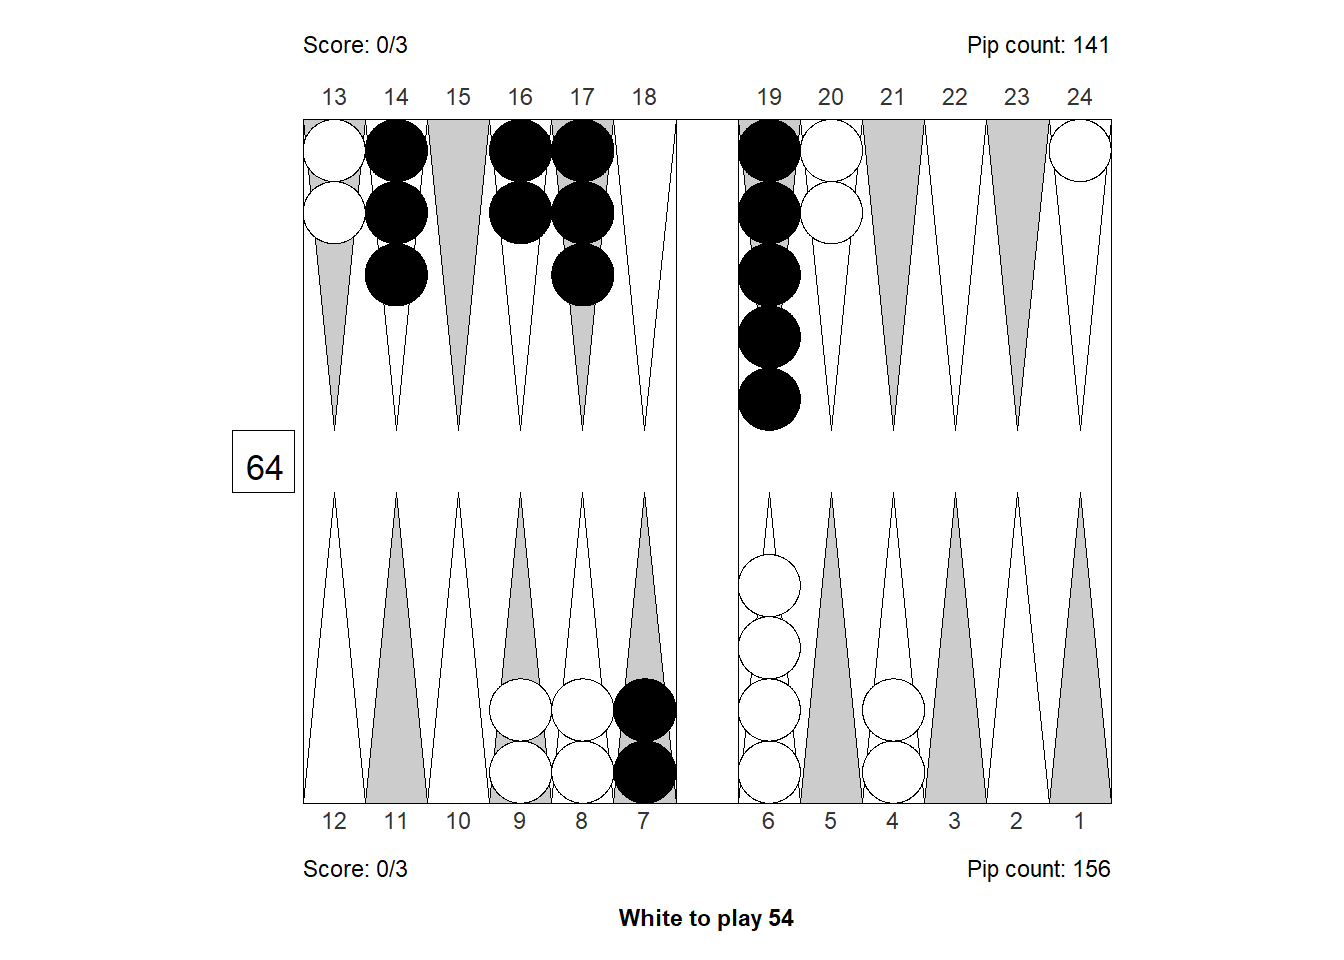 Score: 0/3 Pip count: 141
13 14 15 16 17 18 19 20 21 22 23 24
64
12 11 10 9 8 7 6 5 4 3 2 1
Score: 0/3 Pip count: 156
White to play 54